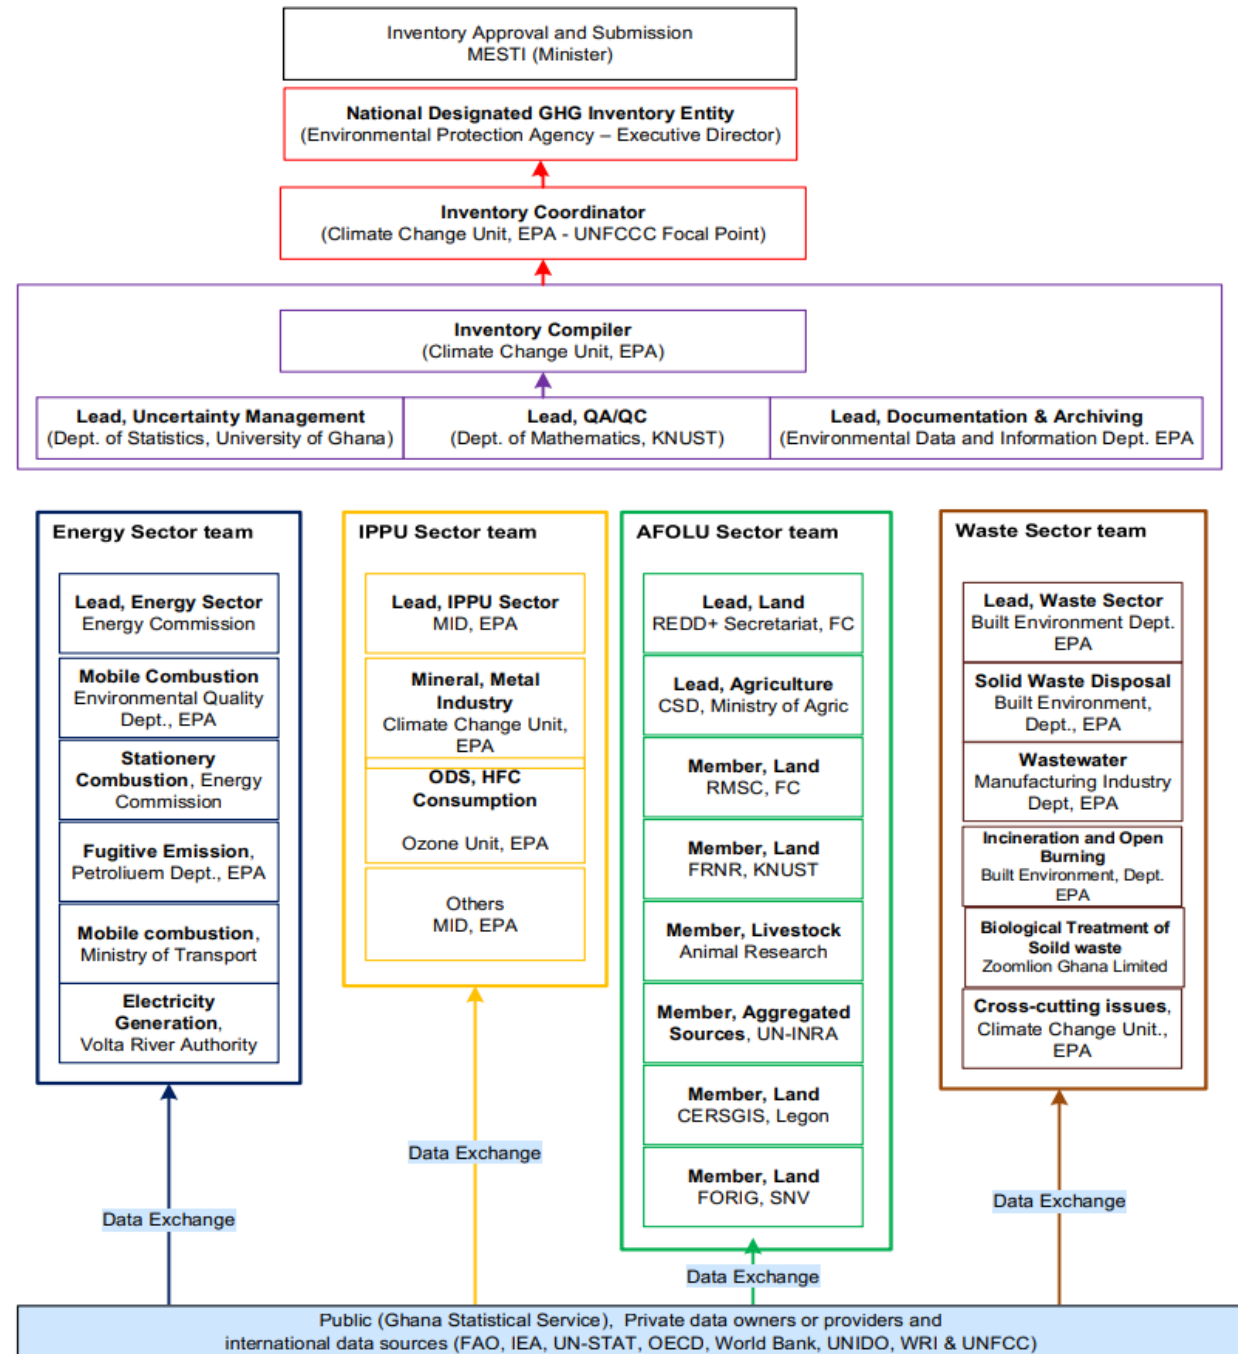 Inventory Approval and Submission
MESTI (Minister)
National Designated GHG Inventory Entity
(Environmental Protection Agency – Executive Director)
Inventory Coordinator
(Climate Change Unit, EPA - UNFCCC Focal Point)
Inventory Compiler
(Climate Change Unit, EPA)
Lead, Uncertainty Management
(Dept. of Statistics, University of Ghana)
Lead, QA/QC
(Dept. of Mathematics, KNUST)
Lead, Documentation & Archiving
(Environmental Data and Information Dept. EPA
Energy Sector team
Lead, Energy Sector
Energy Commission
Mobile Combustion
Environmental Quality
Dept., EPA
Stationery
Combustion, Energy
Commission
Fugitive Emission,
Petroliuem Dept., EPA
Mobile combustion,
Ministry of Transport
Electricity
Generation,
Volta River Authority
Data Exchange
IPPU Sector team
Lead, IPPU Sector
MID, EPA
Mineral, Metal
Industry
Climate Change Unit,
EPA
ODS, HFC
Consumption
Ozone Unit, EPA
Others
MID, EPA
Data Exchange
AFOLU Sector team
Lead, Land
REDD+ Secretariat, FC
Lead, Agriculture
CSD, Ministry of Agric
Member, Land
RMSC, FC
Member, Land
FRNR, KNUST
Member, Livestock
Animal Research
Member, Aggregated
Sources, UN-INRA
Member, Land
CERSGIS, Legon
Member, Land
FORIG, SNV
Data Exchange
Waste Sector team
Lead, Waste Sector
Built Environment Dept.
EPA
Solid Waste Disposal
Built Environment,
Dept., EPA
Wastewater
Manufacturing Industry
Dept, EPA
Incineration and Open
Burning
Built Environment, Dept.
EPA
Biological Treatment of
Soild waste
Zoomlion Ghana Limited
Cross-cutting issues,
Climate Change Unit.,
EPA
Data Exchange
Public (Ghana Statistical Service), Private data owners or providers and
international data sources (FAO, IEA, UN-STAT, OECD, World Bank, UNIDO, WRI & UNFCC)